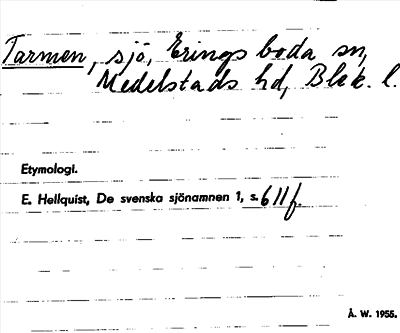 Tarmen, sjö, Eringsboda sn,
Medelstads hd, Blek. l.
Etymologi.
E. Hellquist, De svenska sjönamnen 1, s. 611 f.
Å. W. 1955.